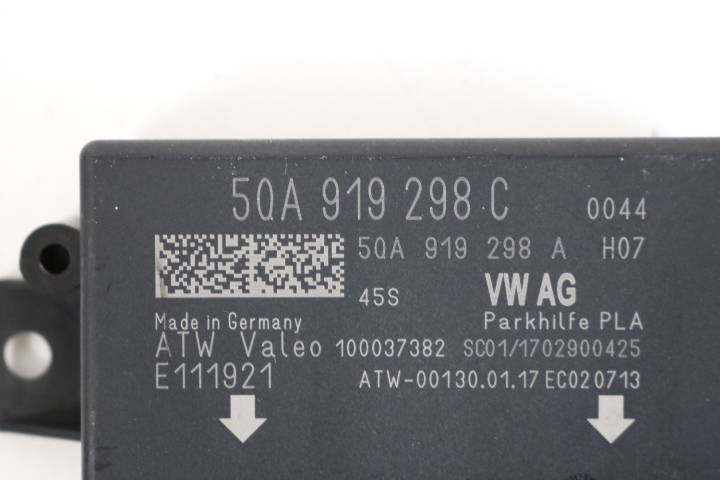 5QA 919 298 C 0044
5QA 919 298 A H07
45S VW AG
Made in Germany Parkhilfe PLA
ATW Valeo 100037382 SC01/1702900425
E111921 ATW-00130.01.17 EC020713